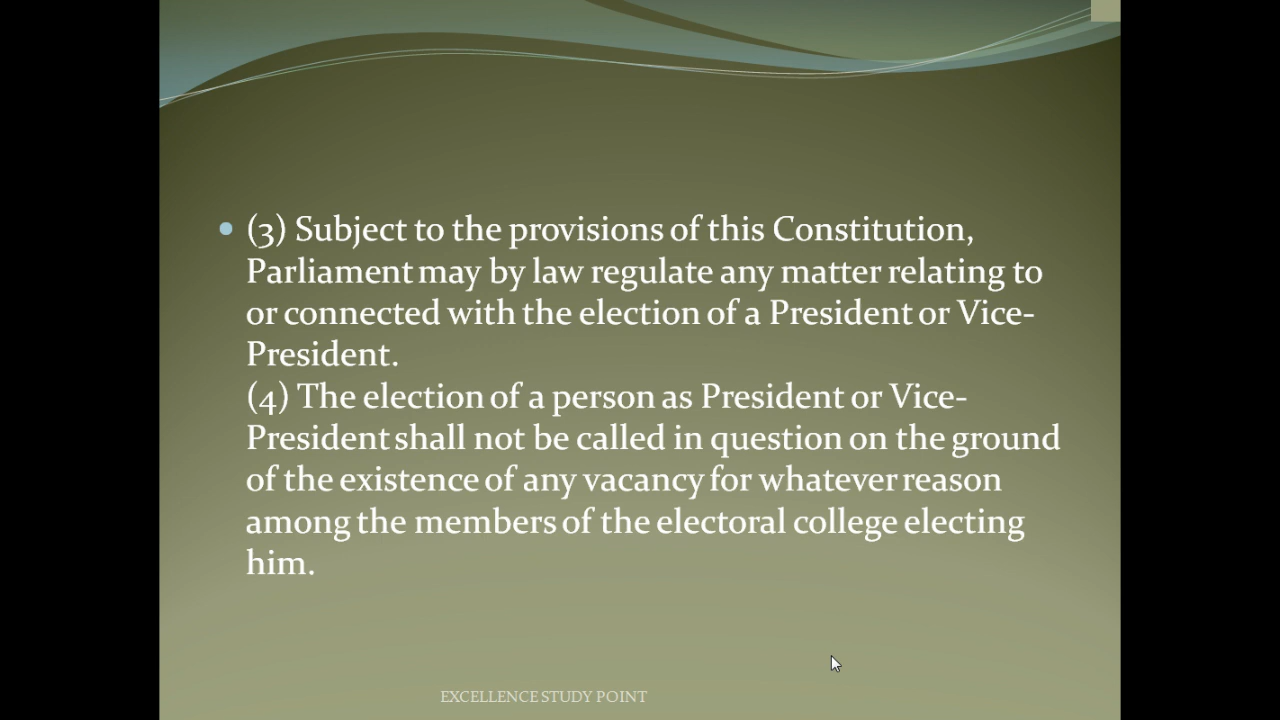 (3) Subject to the provisions of this Constitution,
Parliament may by law regulate any matter relating to
or connected with the election of a President or Vice-
President.
(4) The election of a person as President or Vice-
President shall not be called in question on the ground
of the existence of any vacancy for whatever reason
among the members of the electoral college electing
him.
EXCELLENCE STUDY POINT